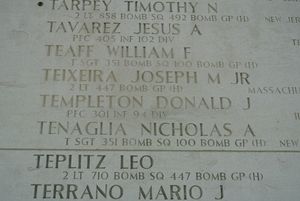 TARPEY TIMOTHY N
2 LT 858 BOMB SQ 492 BOMB GP (H) NEW JER
TAVAREZ JESUS A
PFC 405 INF 102 DIV
TEAFF WILLIAM F
T SGT 351 BOMB SQ 100 BOMB GP (H)
TEIXEIRA JOSEPH M JR
2 LT 447 BOMB GP (H) MASSACHU
TEMPLETON DONALD J
PFC 301 INF 94 DIV
TENAGLIA NICHOLAS A
T SGT 351 BOMB SQ 100 BOMB GP (H)
TEPLITZ LEO
2 LT 710 BOMB SQ 447 BOMB GP (H)
TERRANO MARIO J